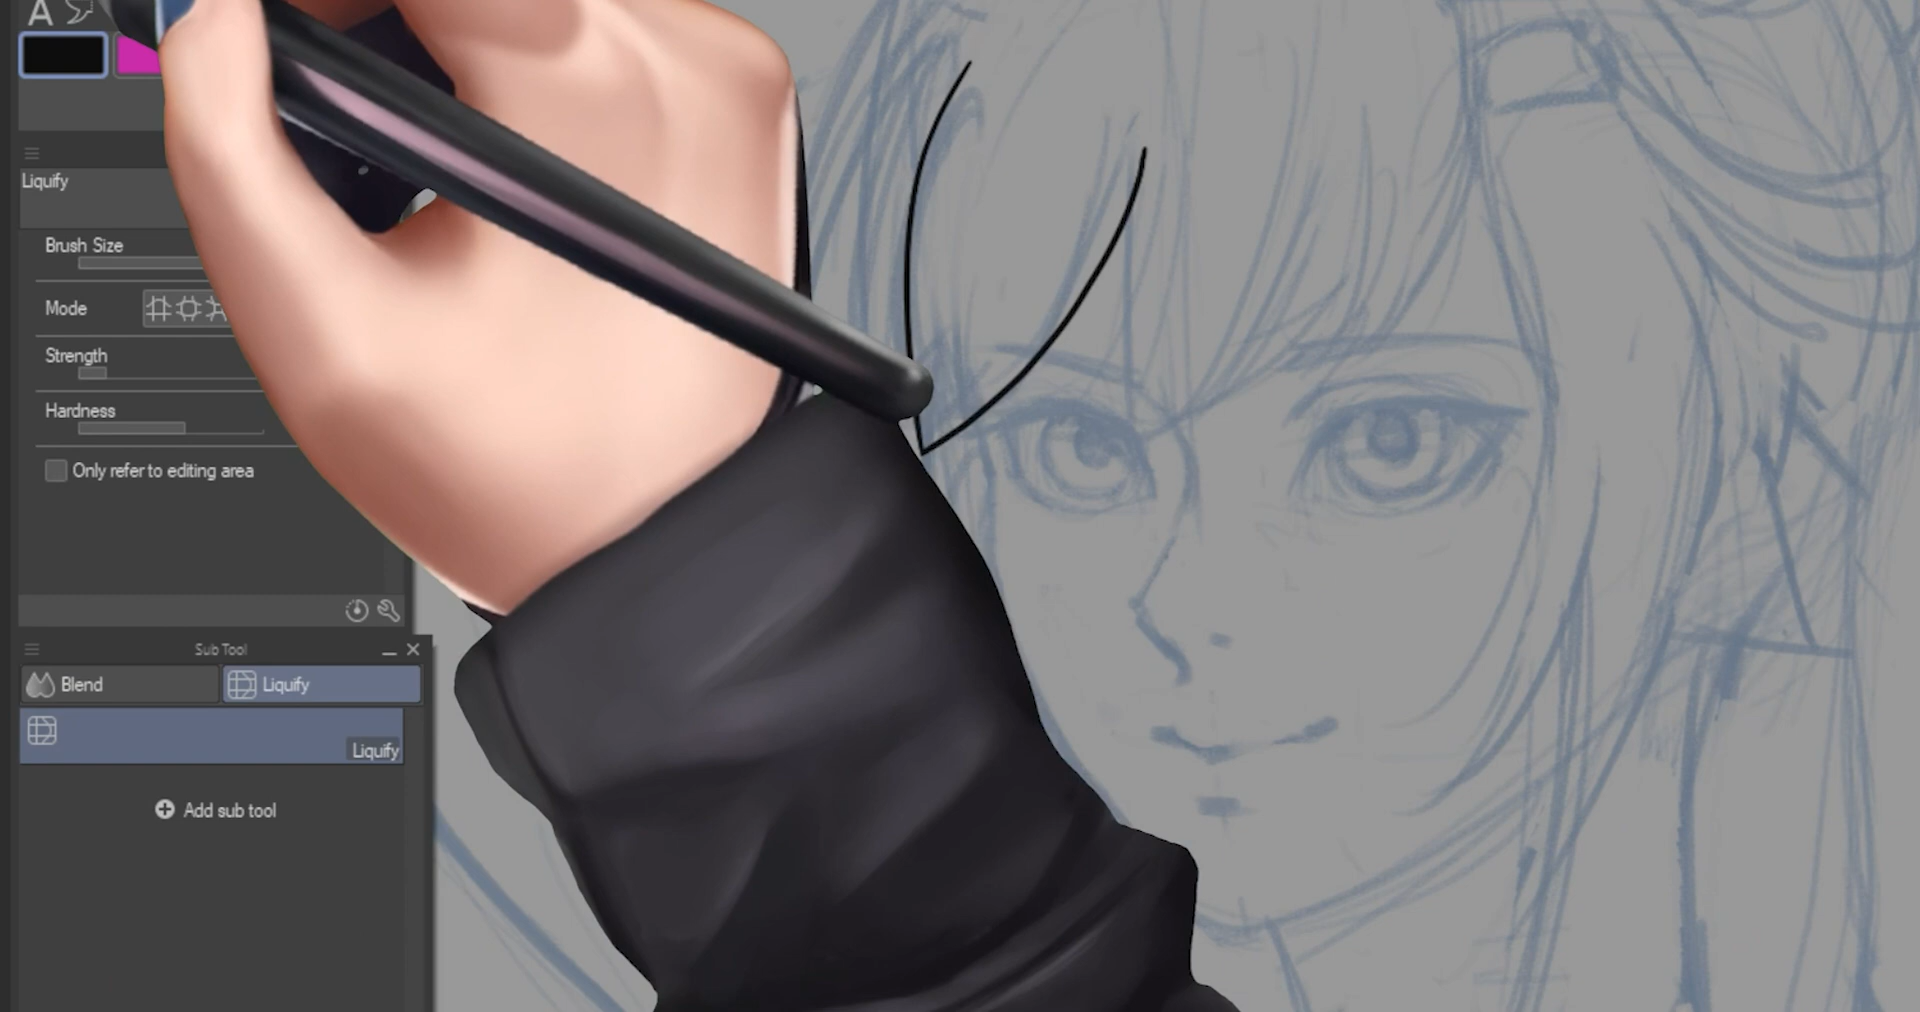 A
Liquify
Brush Size
Mode
Strength
Hardness
Only refer to editing area
Sub Tool
Blend
Liquify
Liquify
Add sub tool